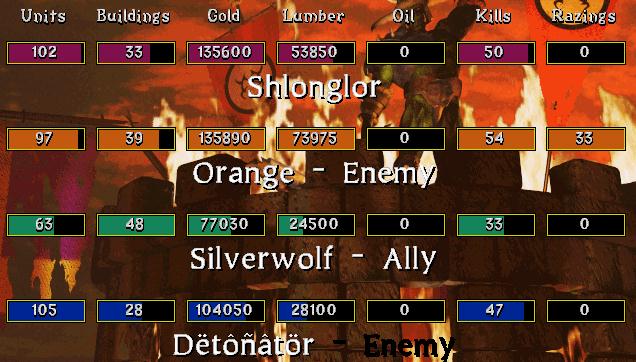 Units Buildings Gold Lumber Oil Kills Razings
102 33 135600 53850 0 50 0
Shlonglor
97 39 135890 73975 0 54 33
Orange - Enemy
63 48 77030 24500 0 33 0
Silverwolf - Ally
105 28 104050 28100 0 47 0
Dëtôñâtör - Enemy